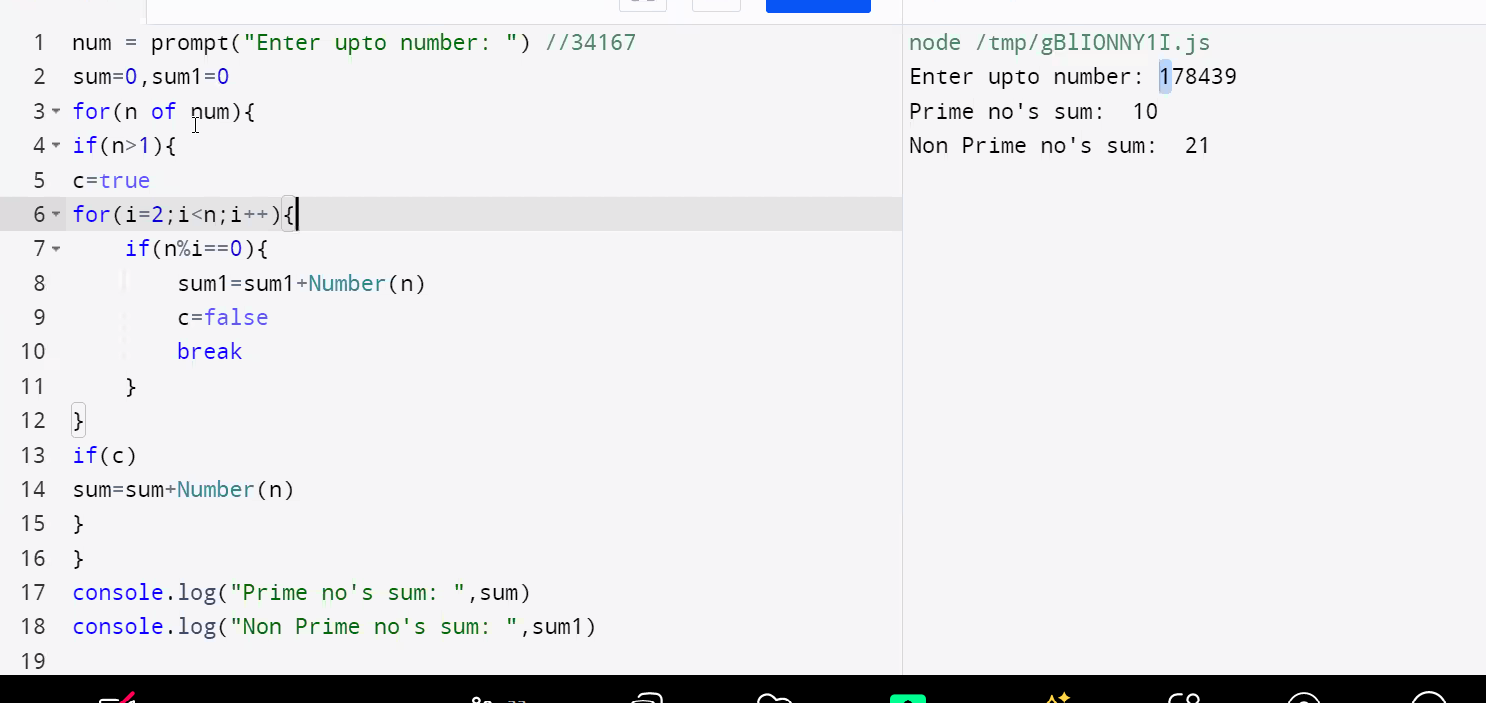 1 num = prompt("Enter upto number: ") //34167
2 sum=0,sum1=0
3 for(n of num){
4 if(n>1){
5 c=true
6 for(i=2;i<n;i++){
7 if(n%i==0){
8 sum1=sum1+Number(n)
9 c=false
10 break
11 }
12 }
13 if(c)
14 sum=sum+Number(n)
15 }
16 }
17 console.log("Prime no's sum: ",sum)
18 console.log("Non Prime no's sum: ",sum1)
19
node /tmp/gBlIONNY1I.js
Enter upto number: 178439
Prime no's sum:  10
Non Prime no's sum:  21